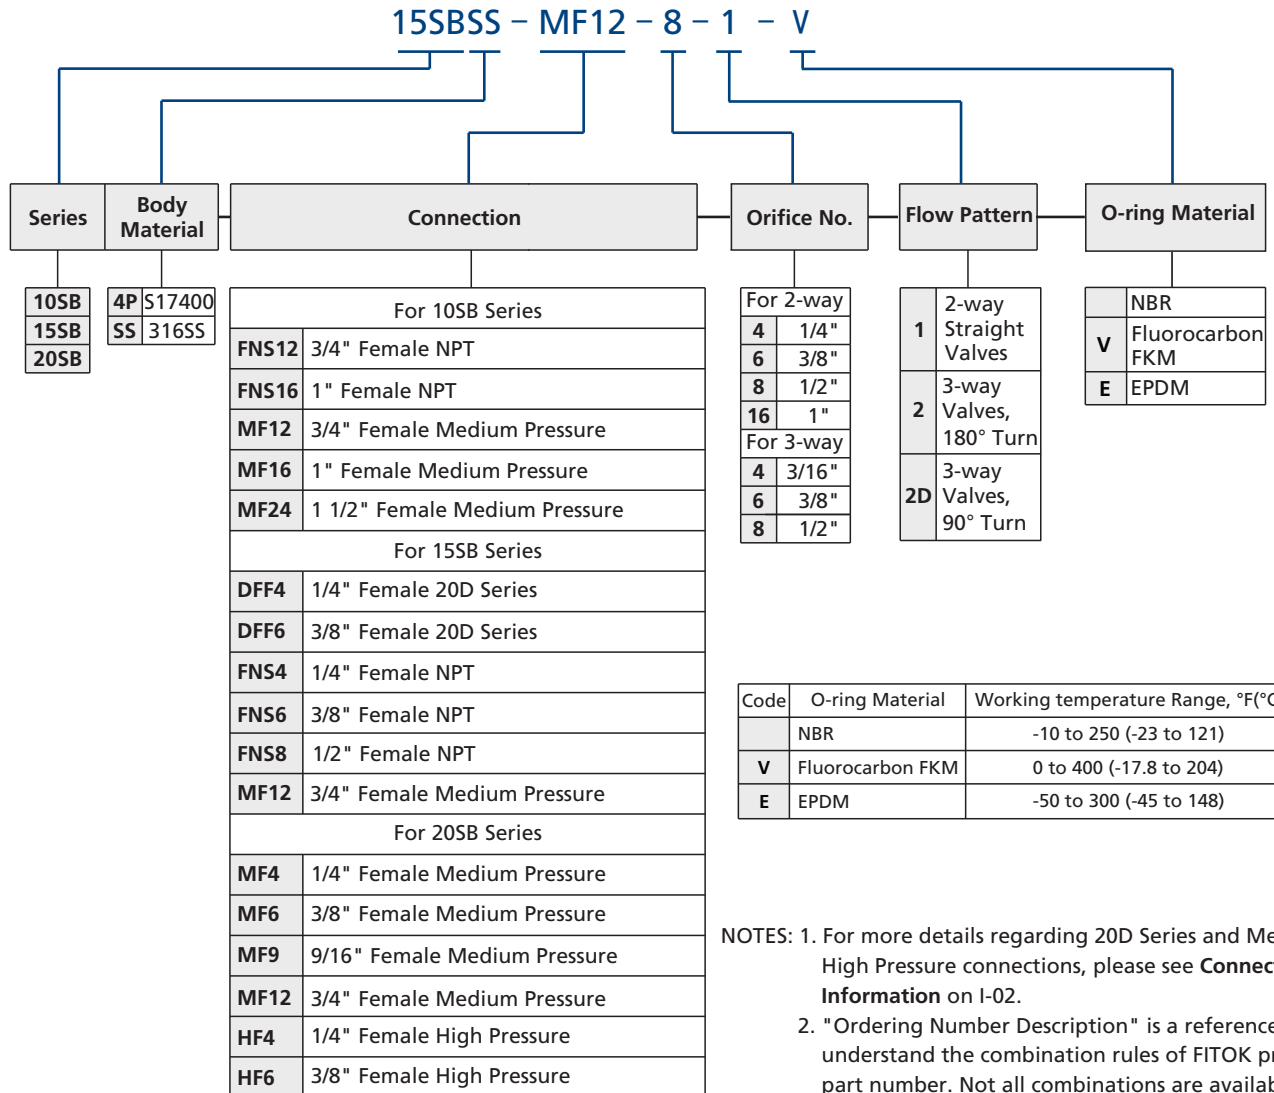 15SBSS – MF12 – 8 – 1 – V
Series
Body
Material
Connection
Orifice No.
Flow Pattern
O-ring Material
10SB
15SB
20SB
4P S17400
SS 316SS
For 10SB Series
FNS12 3/4" Female NPT
FNS16 1" Female NPT
MF12 3/4" Female Medium Pressure
MF16 1" Female Medium Pressure
MF24 1 1/2" Female Medium Pressure
For 15SB Series
DFF4 1/4" Female 20D Series
DFF6 3/8" Female 20D Series
FNS4 1/4" Female NPT
FNS6 3/8" Female NPT
FNS8 1/2" Female NPT
MF12 3/4" Female Medium Pressure
For 20SB Series
MF4 1/4" Female Medium Pressure
MF6 3/8" Female Medium Pressure
MF9 9/16" Female Medium Pressure
MF12 3/4" Female Medium Pressure
HF4 1/4" Female High Pressure
HF6 3/8" Female High Pressure
For 2-way
4 1/4"
6 3/8"
8 1/2"
16 1"
For 3-way
4 3/16"
6 3/8"
8 1/2"
1 2-way
Straight
Valves
2 3-way
Valves,
180° Turn
2D 3-way
Valves,
90° Turn
NBR
V Fluorocarbon
FKM
E EPDM
Code O-ring Material Working temperature Range, °F(°C
NBR -10 to 250 (-23 to 121)
V Fluorocarbon FKM 0 to 400 (-17.8 to 204)
E EPDM -50 to 300 (-45 to 148)
NOTES: 1. For more details regarding 20D Series and Me
High Pressure connections, please see Connect
Information on I-02.
2. "Ordering Number Description" is a reference
understand the combination rules of FITOK pr
part number. Not all combinations are availab